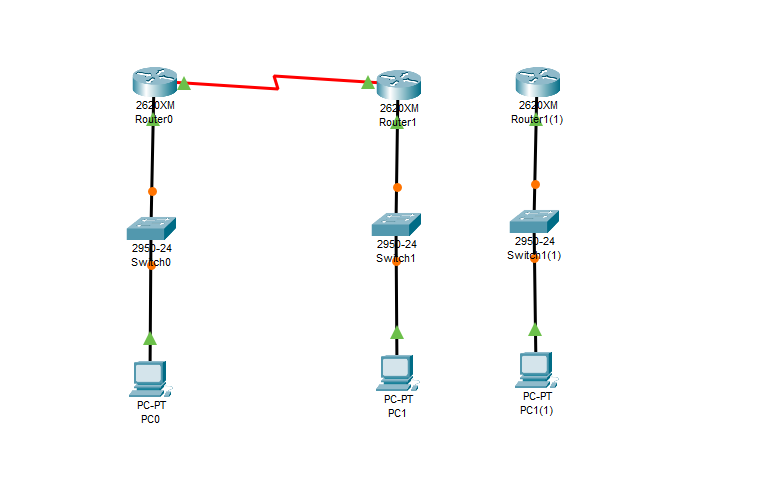 2620XM
Router0
2620XM
Router1
2620XM
Router1(1)
2950-24
Switch0
2950-24
Switch1
2950-24
Switch1(1)
PC-PT
PC0
PC-PT
PC1
PC-PT
PC1(1)